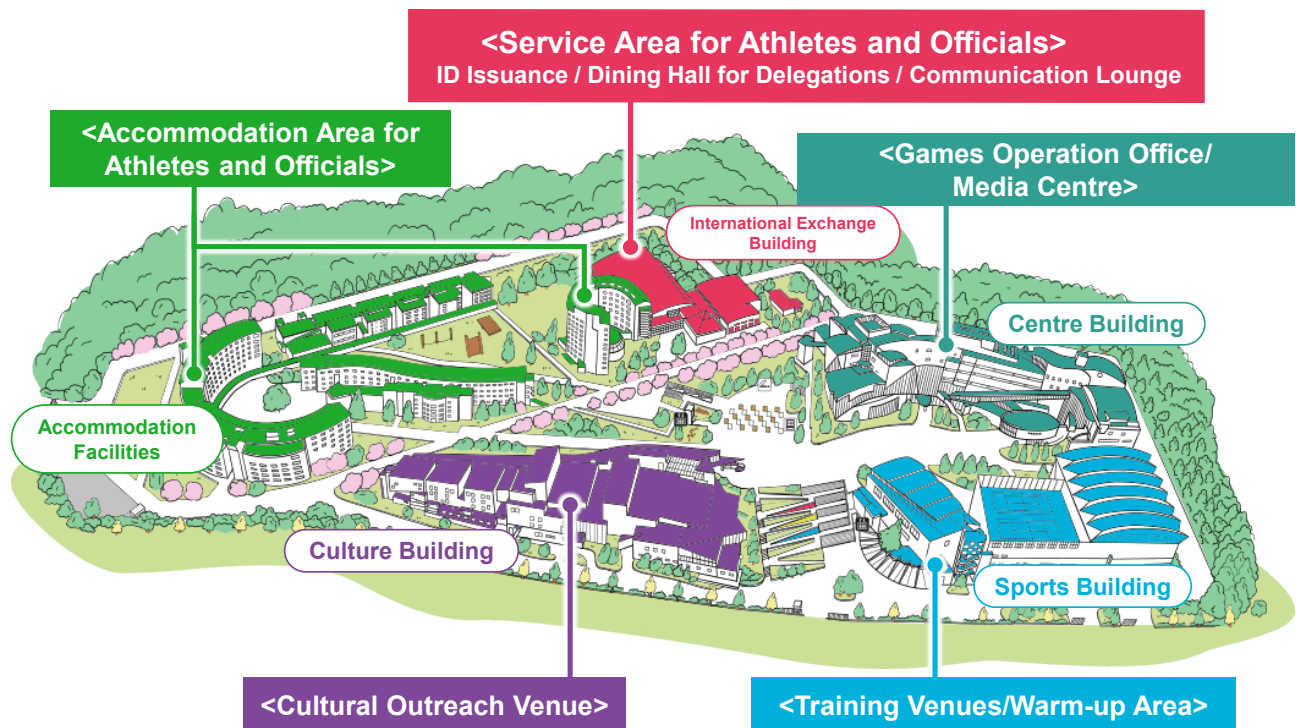 <Service Area for Athletes and Officials>
ID Issuance / Dining Hall for Delegations / Communication Lounge
<Accommodation Area for
Athletes and Officials>
<Games Operation Office/
Media Centre>
International Exchange
Building
Centre Building
Accommodation
Facilities
Culture Building
Sports Building
<Cultural Outreach Venue>
<Training Venues/Warm-up Area>